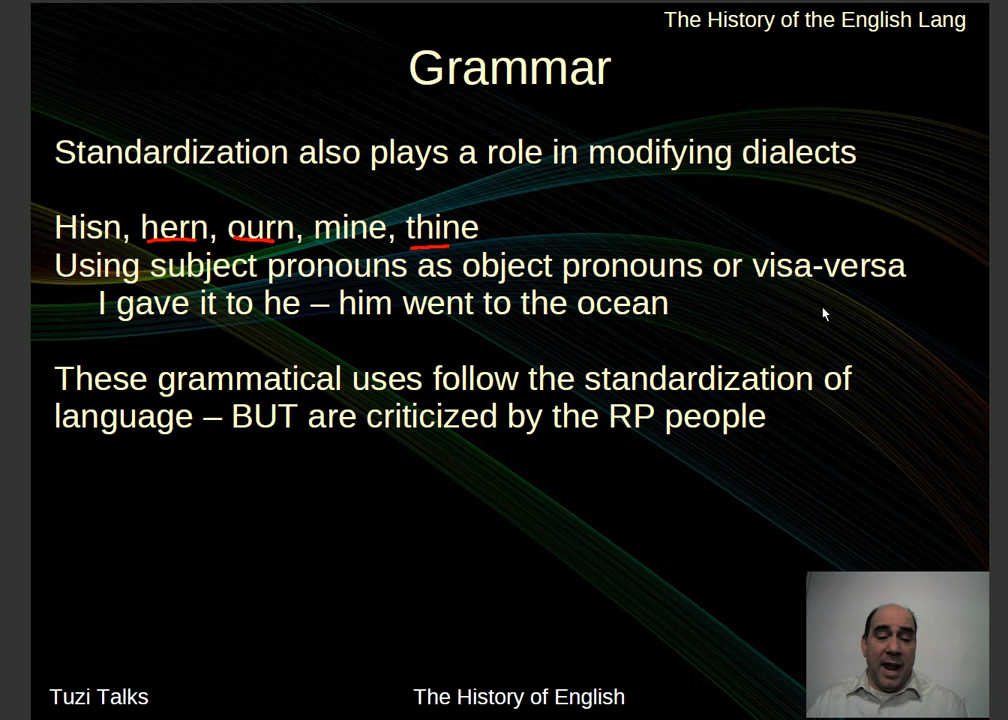 The History of the English Lang
Grammar
Standardization also plays a role in modifying dialects
Hisn, hern, ourn, mine, thine
Using subject pronouns as object pronouns or visa-versa
I gave it to he – him went to the ocean
These grammatical uses follow the standardization of
language – BUT are criticized by the RP people
Tuzi Talks
The History of English